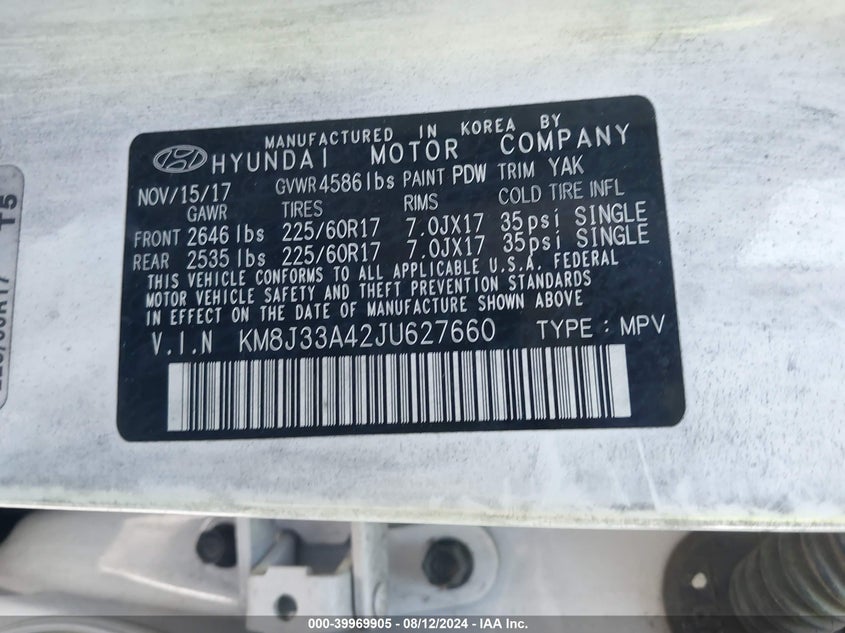 MANUFACTURED IN KOREA BY
HYUNDAI MOTOR COMPANY
NOV/15/17 GVWR 4586 lbs PAINT PDW TRIM YAK
GAWR TIRES RIMS COLD TIRE INFL
FRONT 2646 lbs 225/60R17 7.0JX17 35psi SINGLE
REAR 2535 lbs 225/60R17 7.0JX17 35psi SINGLE
THIS VEHICLE CONFORMS TO ALL APPLICABLE U.S.A. FEDERAL
MOTOR VEHICLE SAFETY AND THEFT PREVENTION STANDARDS
IN EFFECT ON THE DATE OF MANUFACTURE SHOWN ABOVE
V.I.N KM8J33A42JU627660 TYPE : MPV
T5
000-39969905 - 08/12/2024 - IAA Inc.